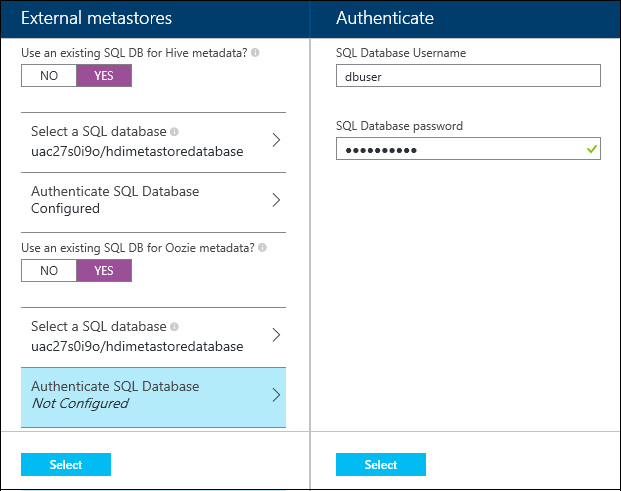 External metastores
Use an existing SQL DB for Hive metadata?
NO YES
Select a SQL database
uac27s0i9o/hdimetastoredatabase
Authenticate SQL Database
Configured
Use an existing SQL DB for Oozie metadata?
NO YES
Select a SQL database
uac27s0i9o/hdimetastoredatabase
Authenticate SQL Database
Not Configured
Select
Authenticate
SQL Database Username
dbuser
SQL Database password
●●●●●●●●●●
Select